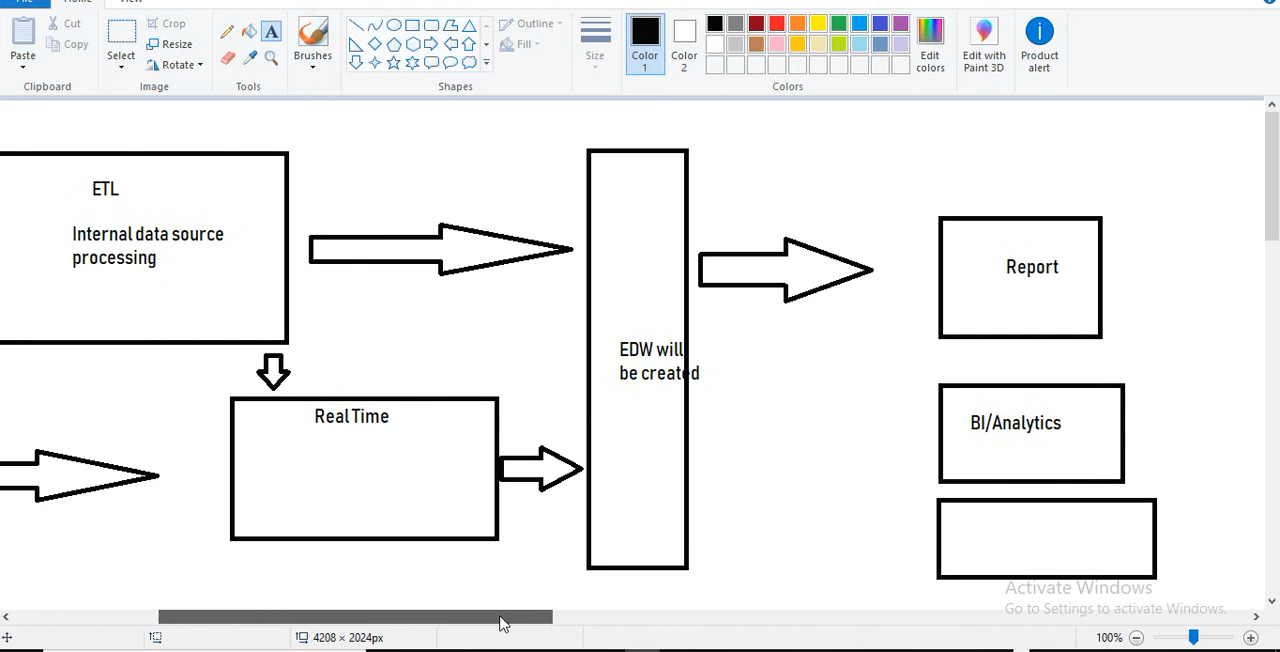 File
Home
View
Paste
Cut
Copy
Clipboard
Select
Crop
Resize
Rotate
Image
A
Tools
Brushes
Outline
Fill
Shapes
Size
Color
1
Color
2
Edit
colors
Colors
Edit with
Paint 3D
Product
alert
ETL
Internal data source
processing
Real Time
EDW will
be created
Report
BI/Analytics
Activate Windows
Go to Settings to activate Windows.
4208 × 2024px
100%